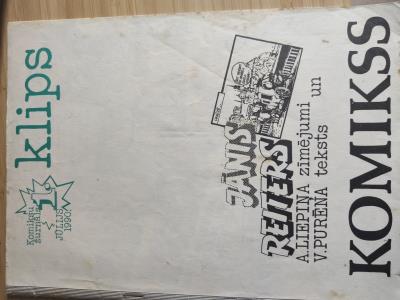 klips
Komiksu
žurnāls
1.
JŪLIJS
1990
JĀNIS
REITERS
A.LIEPIŅA zīmējumi un
V.PURĒNA teksts
KOMIKSS